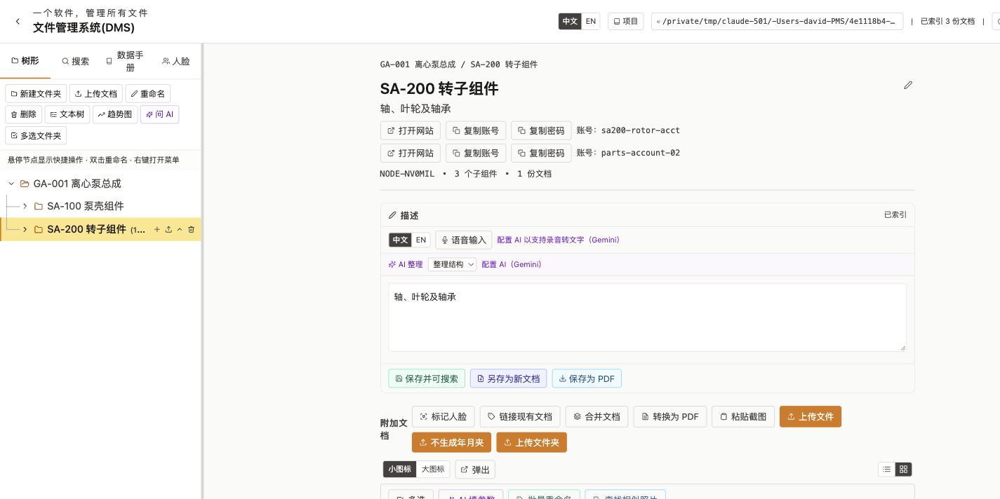 一个软件，管理所有文件
文件管理系统(DMS)
中文 EN 项目 /private/tmp/claude-501/-Users-david-PMS/4e1118b4-… | 已索引 3 份文档 |
树形 搜索 数据手册 人脸
新建文件夹 上传文档 重命名
删除 文本树 趋势图 问 AI
多选文件夹
悬停节点显示快捷操作 · 双击重命名 · 右键打开菜单
GA-001 离心泵总成
SA-100 泵壳组件
SA-200 转子组件 (1...
GA-001 离心泵总成 / SA-200 转子组件
SA-200 转子组件
轴、叶轮及轴承
打开网站 复制账号 复制密码 账号: sa200-rotor-acct
打开网站 复制账号 复制密码 账号: parts-account-02
NODE-NV0MIL • 3 个子组件 • 1 份文档
描述 已索引
中文 EN 语音输入 配置 AI 以支持录音转文字（Gemini）
AI 整理 整理结构 配置 AI（Gemini）
轴、叶轮及轴承
保存并可搜索 另存为新文档 保存为 PDF
附加文档 标记人脸 链接现有文档 合并文档 转换为 PDF 粘贴截图 上传文件
不生成年月夹 上传文件夹
小图标 大图标 弹出
多选 AI 填参数 批量重命名 查找相似照片